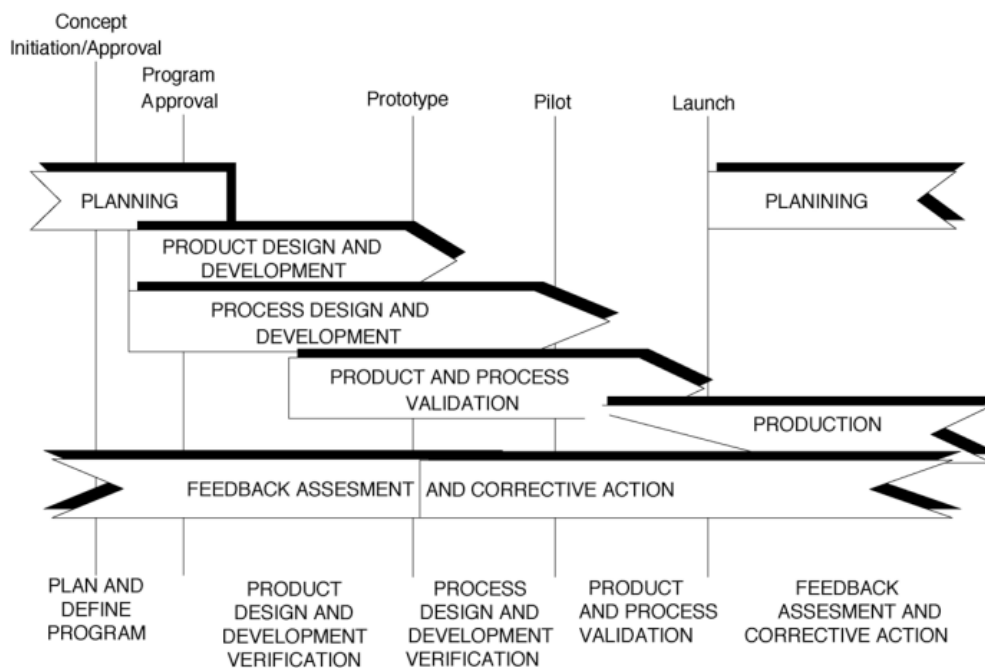 Concept
Initiation/Approval
Program
Approval
Prototype
Pilot
Launch
PLANNING
PLANINING
PRODUCT DESIGN AND
DEVELOPMENT
PROCESS DESIGN AND
DEVELOPMENT
PRODUCT AND PROCESS
VALIDATION
PRODUCTION
FEEDBACK ASSESMENT AND CORRECTIVE ACTION
PLAN AND
DEFINE
PROGRAM
PRODUCT
DESIGN AND
DEVELOPMENT
VERIFICATION
PROCESS
DESIGN AND
DEVELOPMENT
VERIFICATION
PRODUCT
AND PROCESS
VALIDATION
FEEDBACK
ASSESMENT AND
CORRECTIVE ACTION